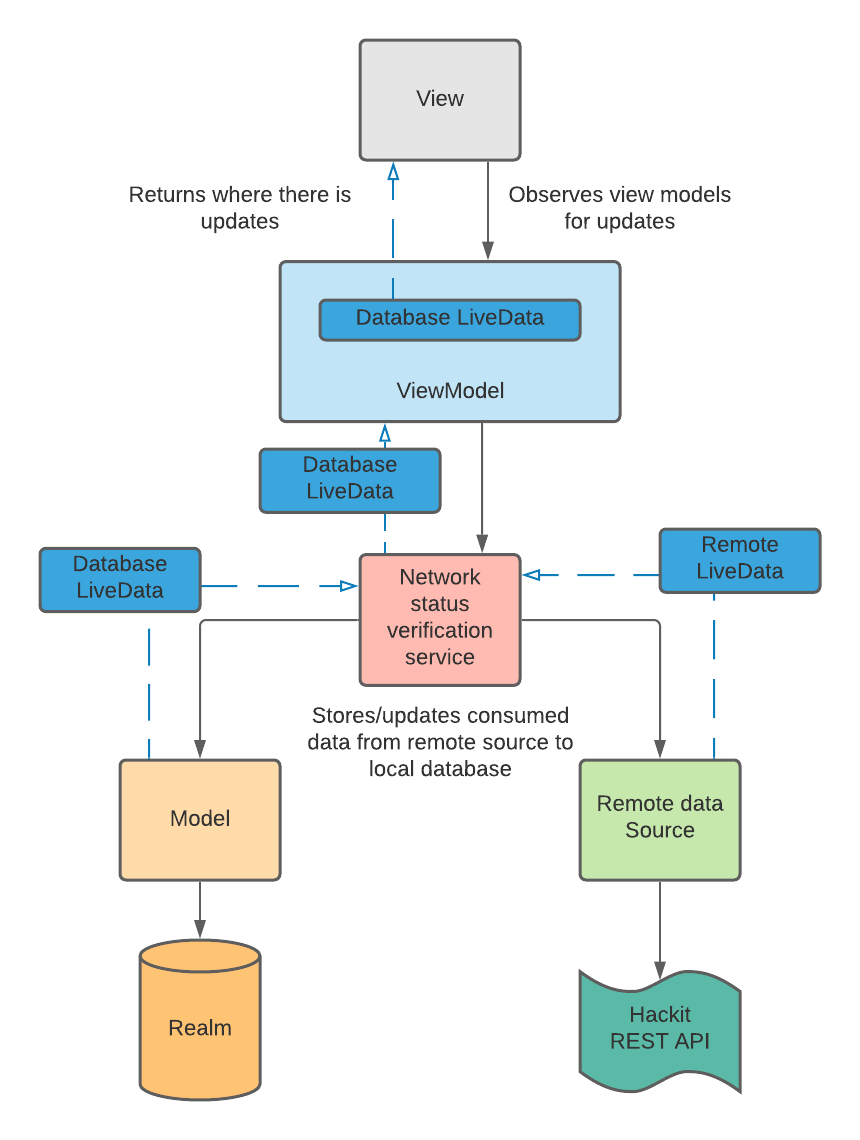 View
Returns where there is
updates
Observes view models
for updates
Database LiveData
ViewModel
Database
LiveData
Database
LiveData
Remote
LiveData
Network
status
verification
service
Stores/updates consumed
data from remote source to
local database
Model
Remote data
Source
Realm
Hackit
REST API